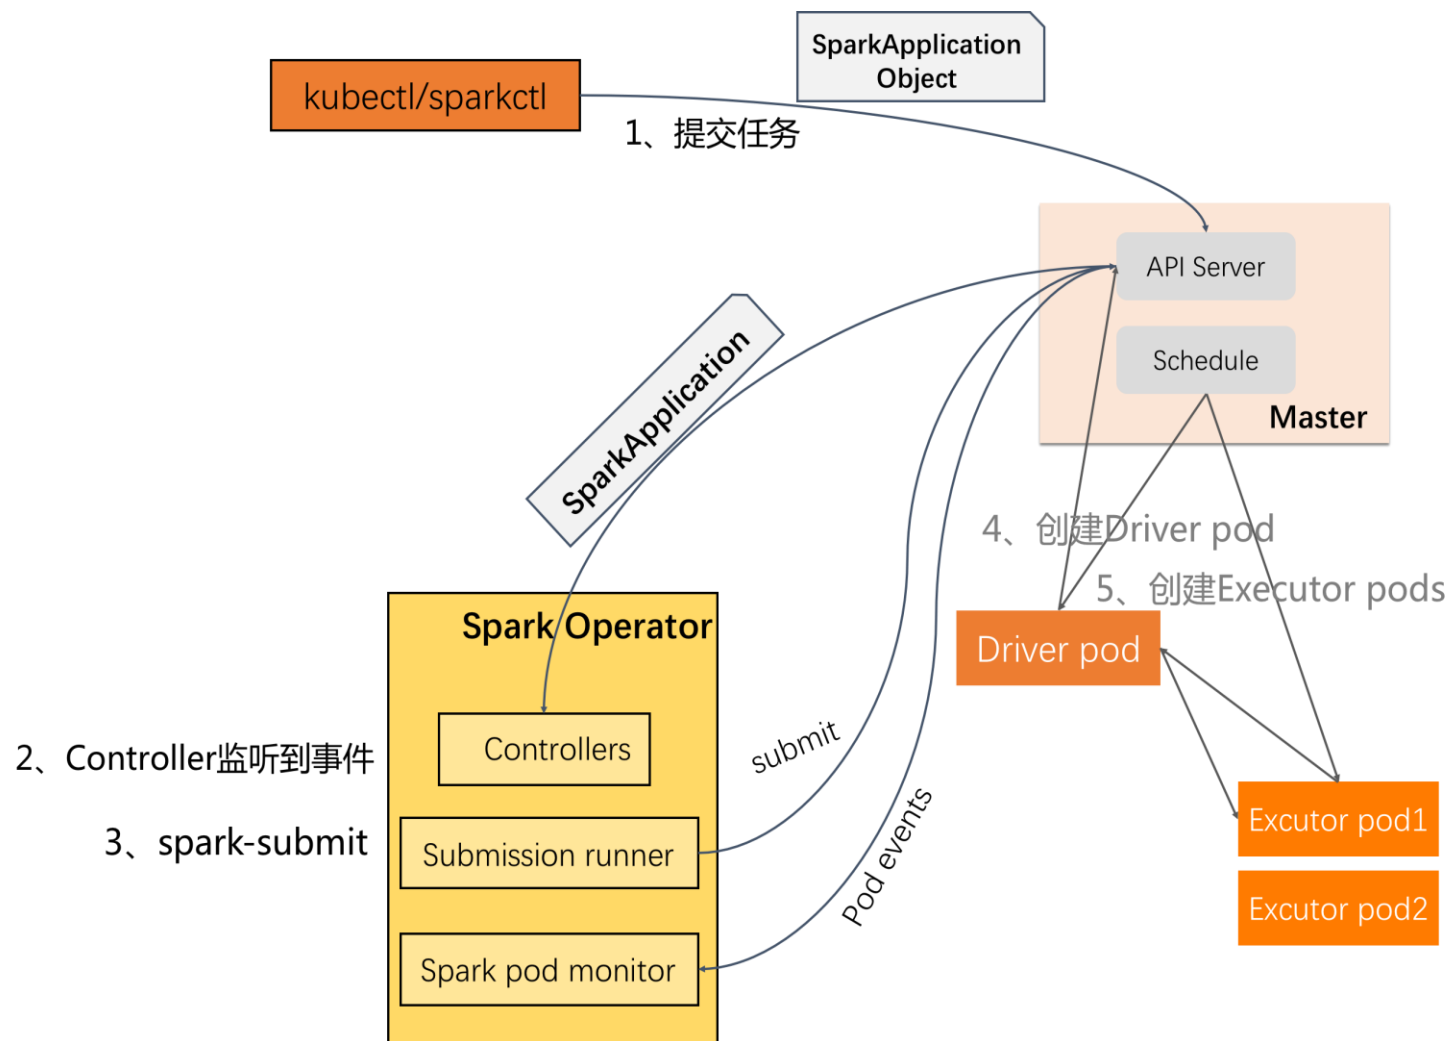 SparkApplication
Object
kubectl/sparkctl
1、提交任务
API Server
Schedule
Master
SparkApplication
4、创建Driver pod
5、创建Executor pods
Spark Operator
Driver pod
Controllers
submit
2、Controller监听到事件
3、spark-submit
Submission runner
Pod events
Excutor pod1
Excutor pod2
Spark pod monitor